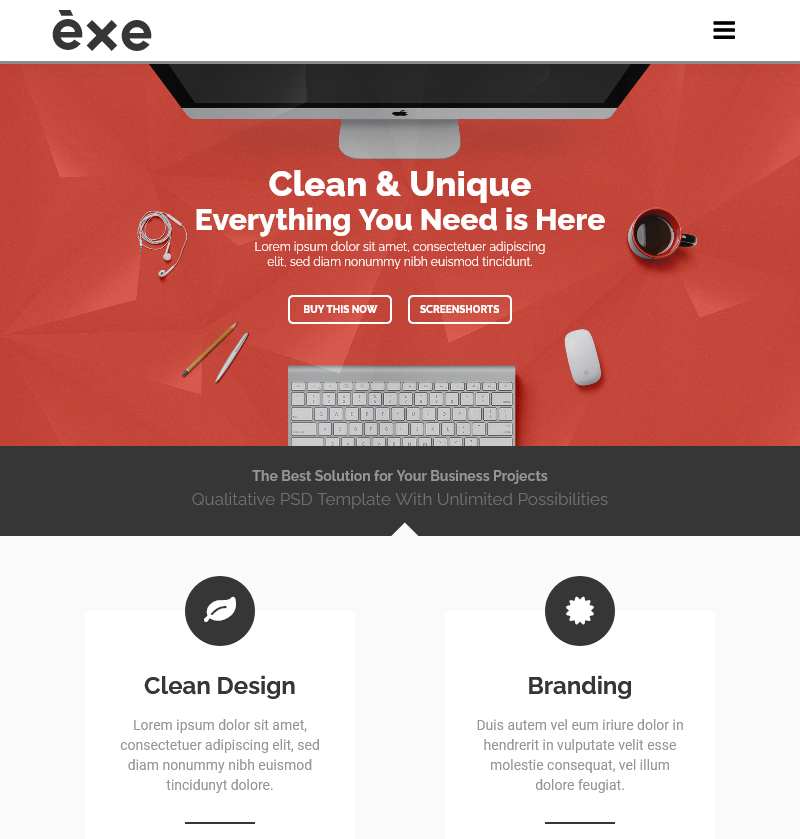 èxe
Clean & Unique
Everything You Need is Here
Lorem ipsum dolor sit amet, consectetuer adipiscing
elit, sed diam nonummy nibh euismod tincidunt.
BUY THIS NOW
SCREENSHORTS
The Best Solution for Your Business Projects
Qualitative PSD Template With Unlimited Possibilities
Clean Design
Lorem ipsum dolor sit amet,
consectetuer adipiscing elit, sed
diam nonummy nibh euismod
tincidunt dolore.
Branding
Duis autem vel eum iriure dolor in
hendrerit in vulputate velit esse
molestie consequat, vel illum
dolore feugiat.